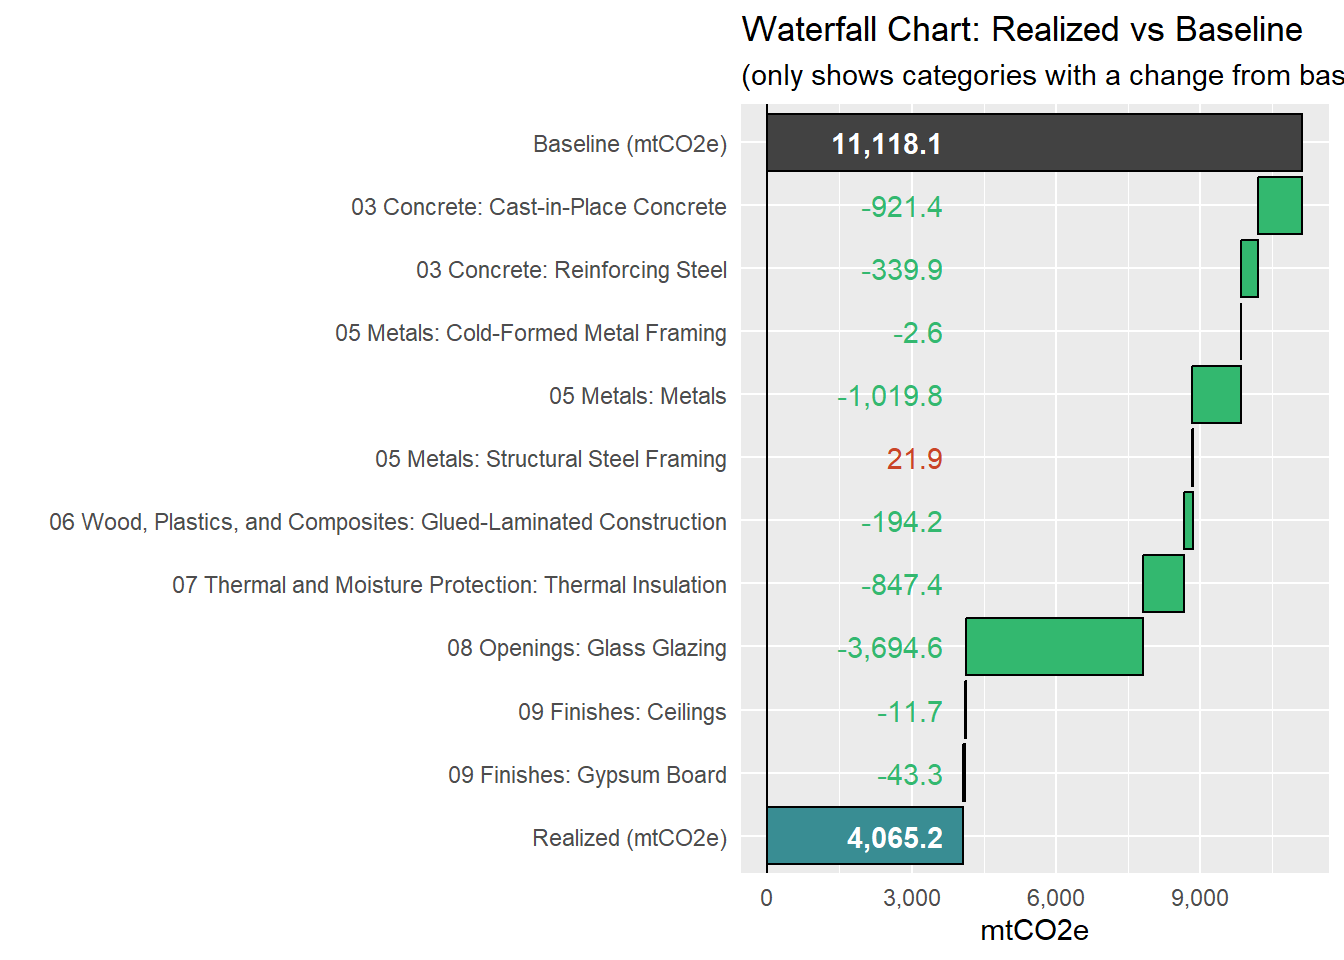 Waterfall Chart: Realized vs Baseline
(only shows categories with a change from bas
Baseline (mtCO2e) 11,118.1
03 Concrete: Cast-in-Place Concrete -921.4
03 Concrete: Reinforcing Steel -339.9
05 Metals: Cold-Formed Metal Framing -2.6
05 Metals: Metals -1,019.8
05 Metals: Structural Steel Framing 21.9
06 Wood, Plastics, and Composites: Glued-Laminated Construction -194.2
07 Thermal and Moisture Protection: Thermal Insulation -847.4
08 Openings: Glass Glazing -3,694.6
09 Finishes: Ceilings -11.7
09 Finishes: Gypsum Board -43.3
Realized (mtCO2e) 4,065.2
0 3,000 6,000 9,000
mtCO2e